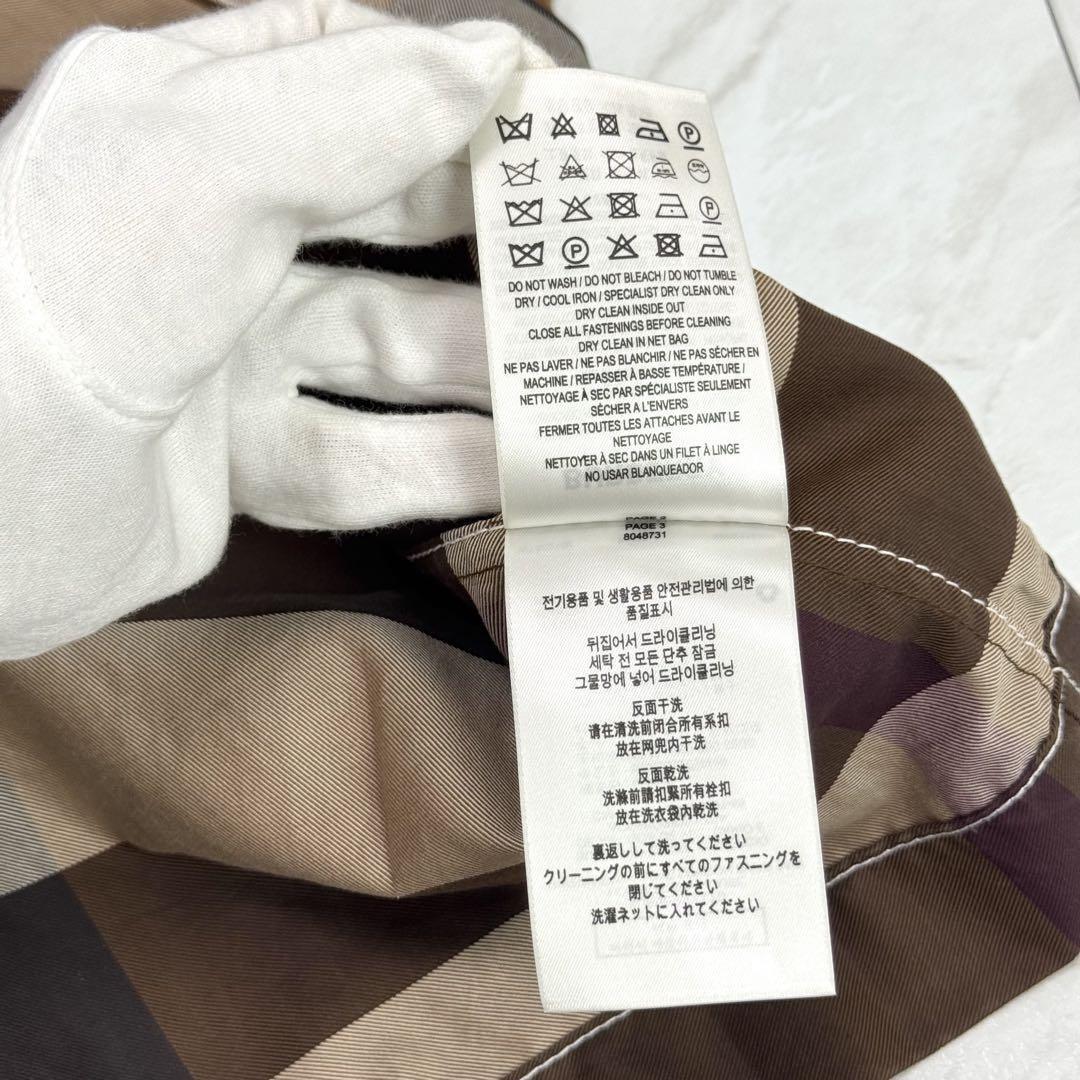 DO NOT WASH / DO NOT BLEACH / DO NOT TUMBLE
DRY / COOL IRON / SPECIALIST DRY CLEAN ONLY
DRY CLEAN INSIDE OUT
CLOSE ALL FASTENINGS BEFORE CLEANING
DRY CLEAN IN NET BAG
NE PAS LAVER / NE PAS BLANCHIR / NE PAS SÉCHER EN
MACHINE / REPASSER À BASSE TEMPÉRATURE /
NETTOYAGE À SEC PAR SPÉCIALISTE SEULEMENT
SÉCHER A L'ENVERS
FERMER TOUTES LES ATTACHES AVANT LE
NETTOYAGE
NETTOYER À SEC DANS UN FILET À LINGE
NO USAR BLANQUEADOR
PAGE 3
8048731
전기용품 및 생활용품 안전관리법에 의한
품질표시
뒤집어서 드라이클리닝
세탁 전 모든 단추 잠금
그물망에 넣어 드라이클리닝
反面干洗
请在清洗前闭合所有系扣
放在网兜内干洗
反面乾洗
洗滌前請扣緊所有栓扣
放在洗衣袋內乾洗
裏返しして洗ってください
クリーニングの前にすべてのファスニングを
閉じてください
洗濯ネットに入れてください